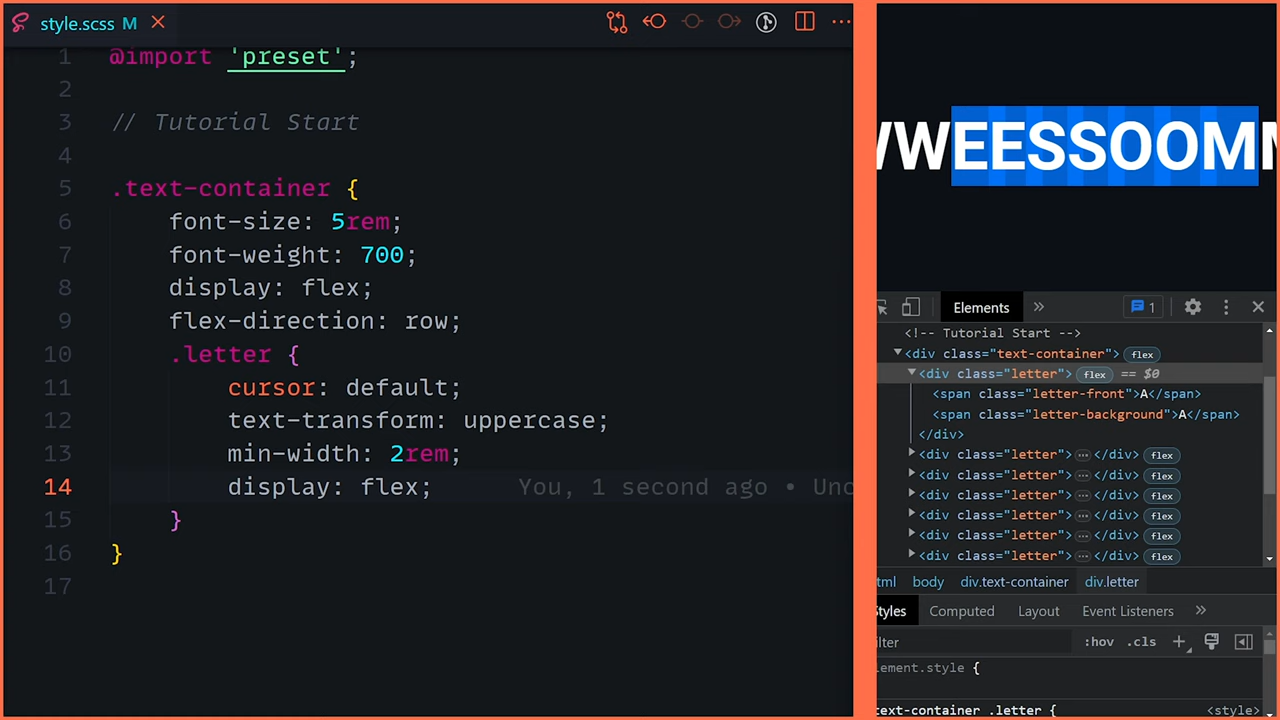 style.scss M
1 @import 'preset';
2
3 // Tutorial Start
4
5 .text-container {
6 font-size: 5rem;
7 font-weight: 700;
8 display: flex;
9 flex-direction: row;
10 .letter {
11 cursor: default;
12 text-transform: uppercase;
13 min-width: 2rem;
14 display: flex; You, 1 second ago • Unc
15 }
16 }
17
WWEESSOOMM
Elements » 1
<!-- Tutorial Start -->
<div class="text-container"> flex
<div class="letter"> flex == $0
<span class="letter-front">A</span>
<span class="letter-background">A</span>
</div>
<div class="letter"> ⋯ </div> flex
<div class="letter"> ⋯ </div> flex
<div class="letter"> ⋯ </div> flex
<div class="letter"> ⋯ </div> flex
<div class="letter"> ⋯ </div> flex
<div class="letter"> ⋯ </div> flex
tml body div.text-container div.letter
Styles Computed Layout Event Listeners »
ilter :hov .cls +
element.style {
text-container .letter { <style>